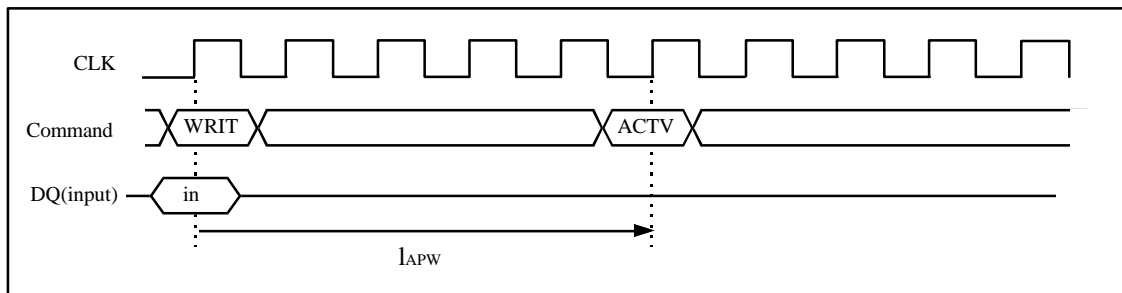 CLK
Command WRIT ACTV
DQ(input) in
lAPW